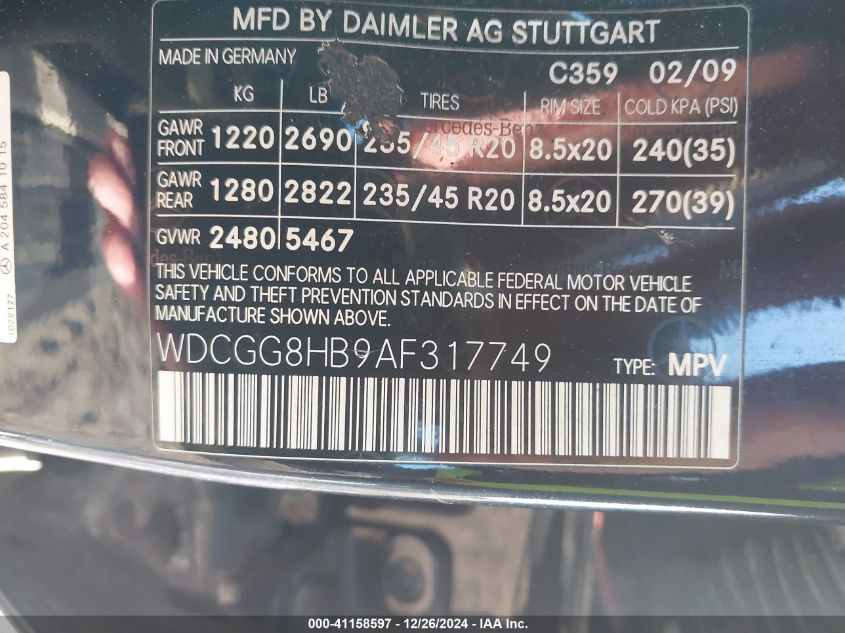 MFD BY DAIMLER AG STUTTGART
MADE IN GERMANY
C359 02/09
KG LB TIRES RIM SIZE COLD KPA (PSI)
GAWR FRONT 1220 2690 235/45 R20 8.5x20 240(35)
GAWR REAR 1280 2822 235/45 R20 8.5x20 270(39)
GVWR 2480 5467
THIS VEHICLE CONFORMS TO ALL APPLICABLE FEDERAL MOTOR VEHICLE
SAFETY AND THEFT PREVENTION STANDARDS IN EFFECT ON THE DATE OF
MANUFACTURE SHOWN ABOVE.
WDCGG8HB9AF317749 TYPE: MPV
A 204 584 10 15
000-41158597 - 12/26/2024 - IAA Inc.